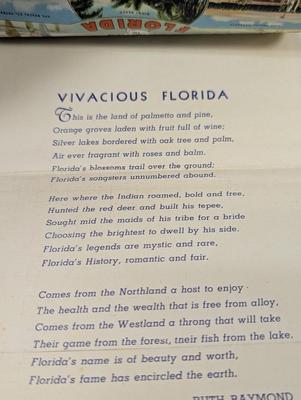 FLORIDA
VIVACIOUS FLORIDA
This is the land of palmetto and pine,
Orange groves laden with fruit full of wine;
Silver lakes bordered with oak tree and palm,
Air ever fragrant with roses and balm.
Florida's blossoms trail over the ground;
Florida's songsters unnumbered abound.
Here where the Indian roamed, bold and free,
Hunted the red deer and built his tepee,
Sought mid the maids of his tribe for a bride
Choosing the brightest to dwell by his side.
Florida's legends are mystic and rare,
Florida's History, romantic and fair.
Comes from the Northland a host to enjoy
The health and the wealth that is free from alloy,
Comes from the Westland a throng that will take
Their game from the forest, their fish from the lake.
Florida's name is of beauty and worth,
Florida's fame has encircled the earth.
RUTH RAYMOND